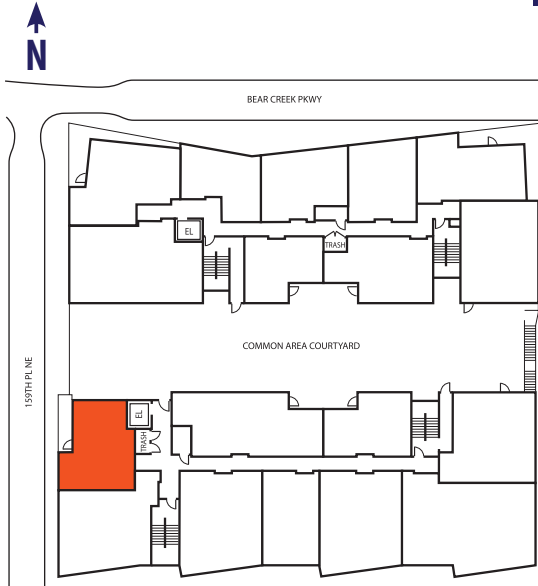 N
BEAR CREEK PKWY
EL
TRASH
COMMON AREA COURTYARD
159TH PL NE
EL
TRASH